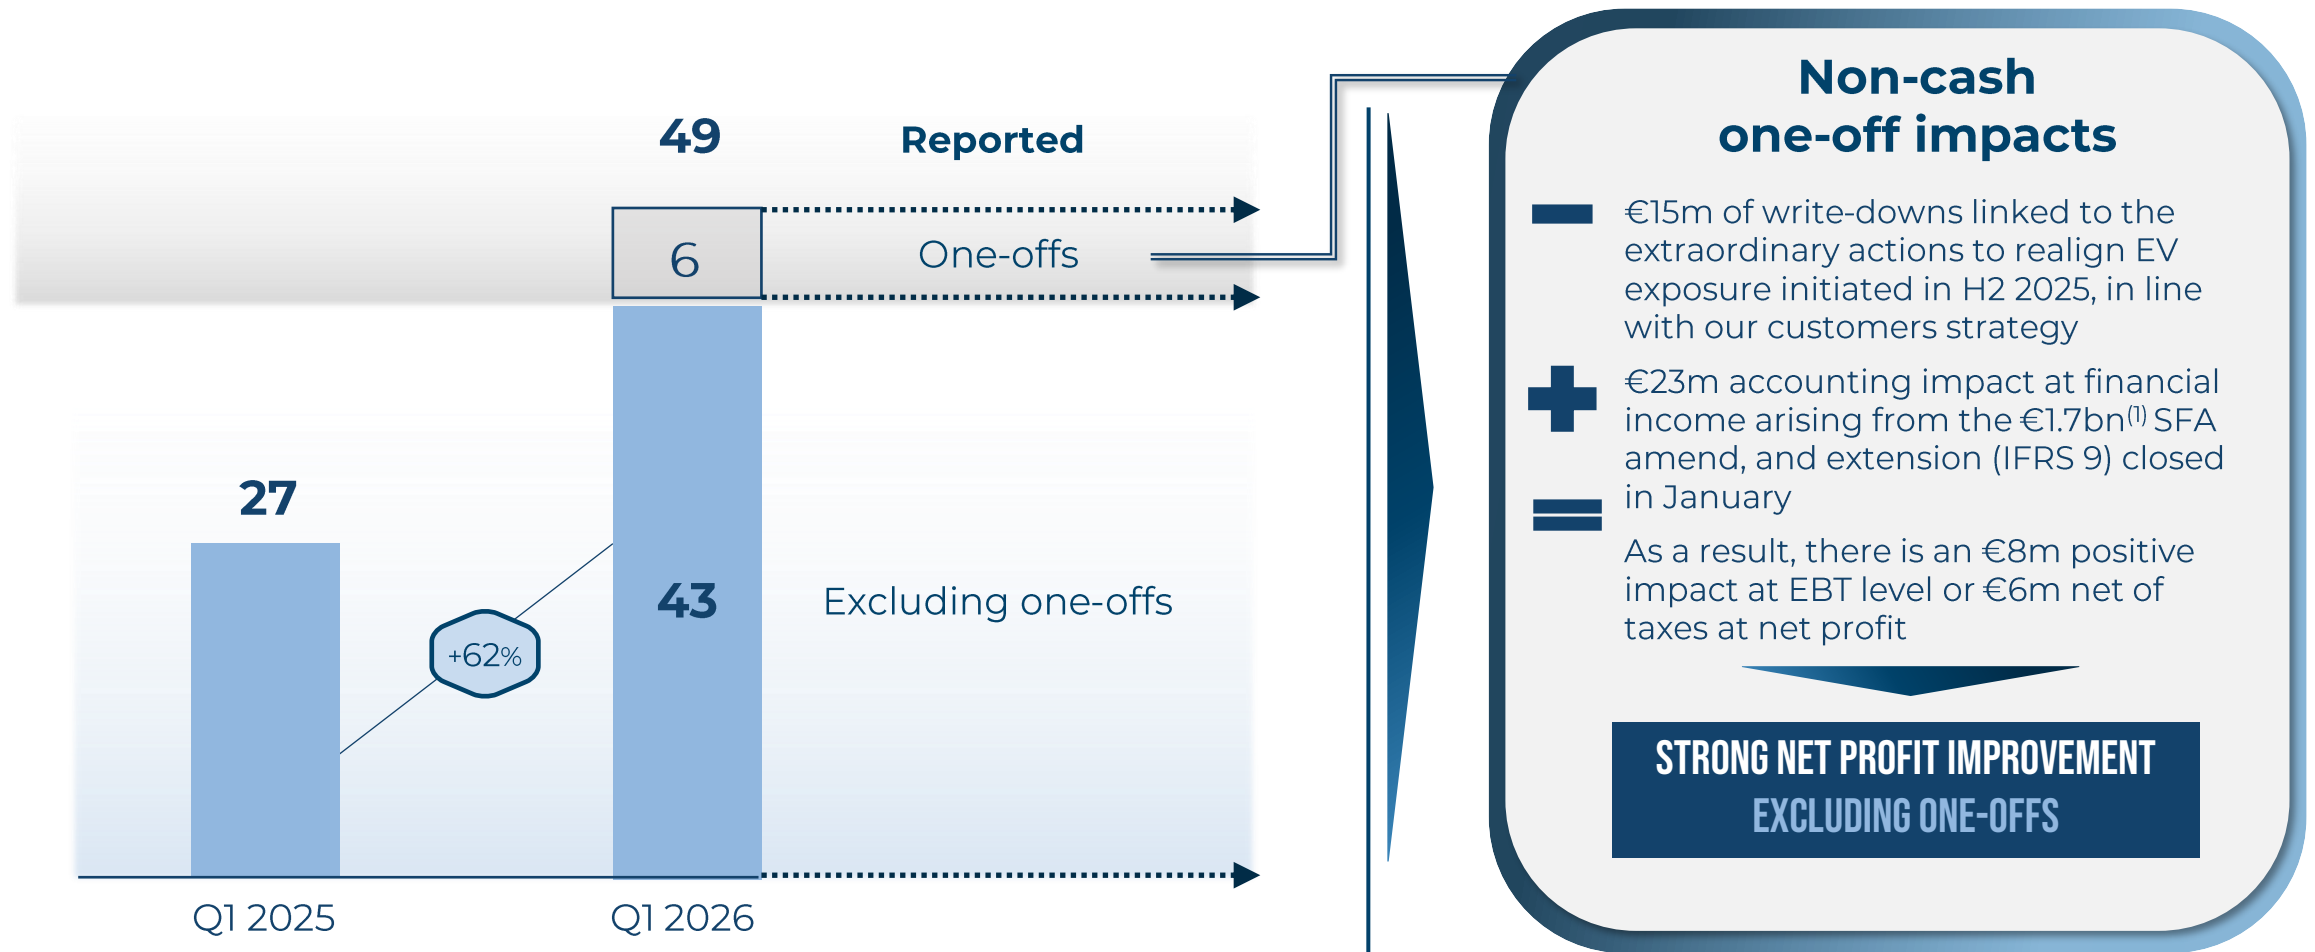 49
Reported
6
One-offs
27
+62%
43
Excluding one-offs
Q1 2025
Q1 2026
Non-cash
one-off impacts
€15m of write-downs linked to the
extraordinary actions to realign EV
exposure initiated in H2 2025, in line
with our customers strategy
€23m accounting impact at financial
income arising from the €1.7bn(1) SFA
amend, and extension (IFRS 9) closed
in January
As a result, there is an €8m positive
impact at EBT level or €6m net of
taxes at net profit
STRONG NET PROFIT IMPROVEMENT
EXCLUDING ONE-OFFS